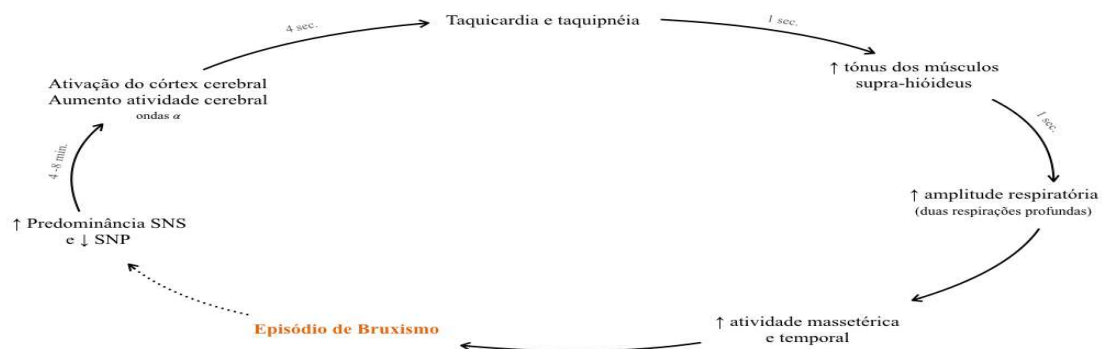 4 sec.
Taquicardia e taquipnéia
1 sec.
↑ tónus dos músculos
supra-hióideus
1 sec.
↑ amplitude respiratória
(duas respirações profundas)
↑ atividade massetérica
e temporal
Episódio de Bruxismo
↑ Predominância SNS
e ↓ SNP
4-8 min.
Ativação do córtex cerebral
Aumento atividade cerebral
ondas α